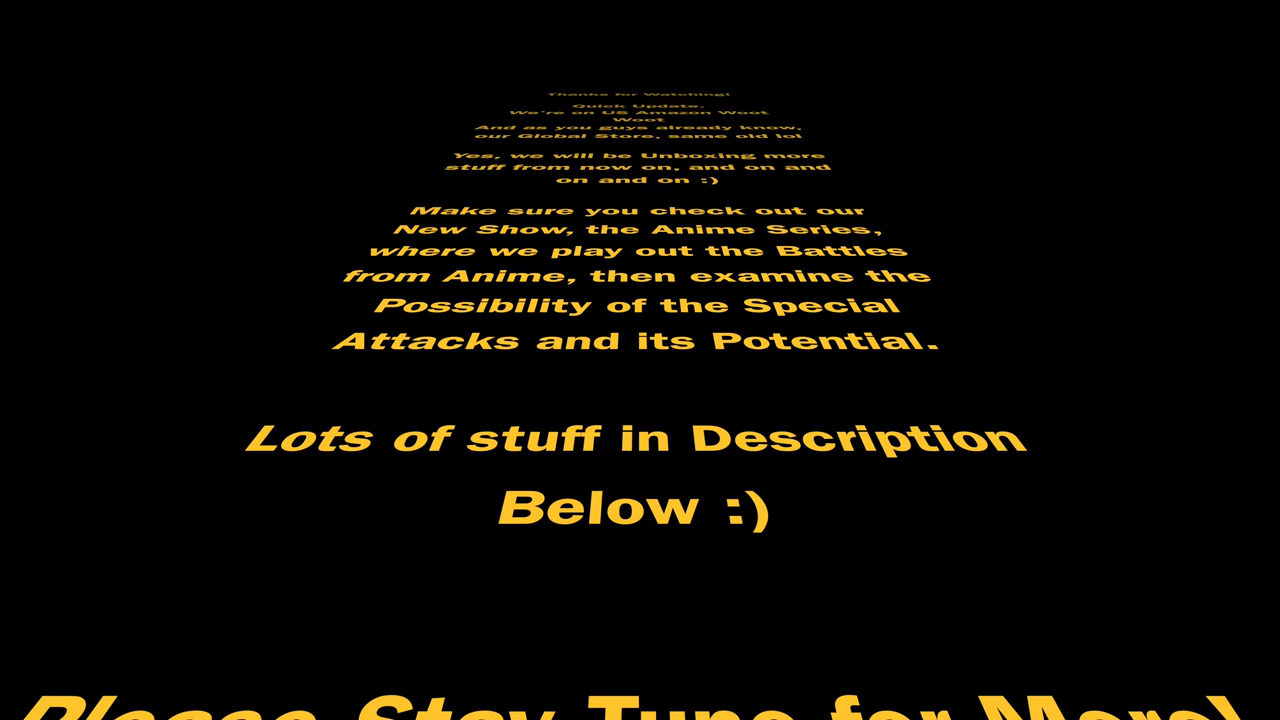 Thanks for Watching!
Quick Update.
We're on US Amazon Woot
Woot
And as you guys already know,
our Global Store, same old lol
Yes, we will be Unboxing more
stuff from now on, and on and
on and on :)
Make sure you check out our
New Show, the Anime Series,
where we play out the Battles
from Anime, then examine the
Possibility of the Special
Attacks and its Potential.
Lots of stuff in Description
Below :)
Please Stay Tune for More)